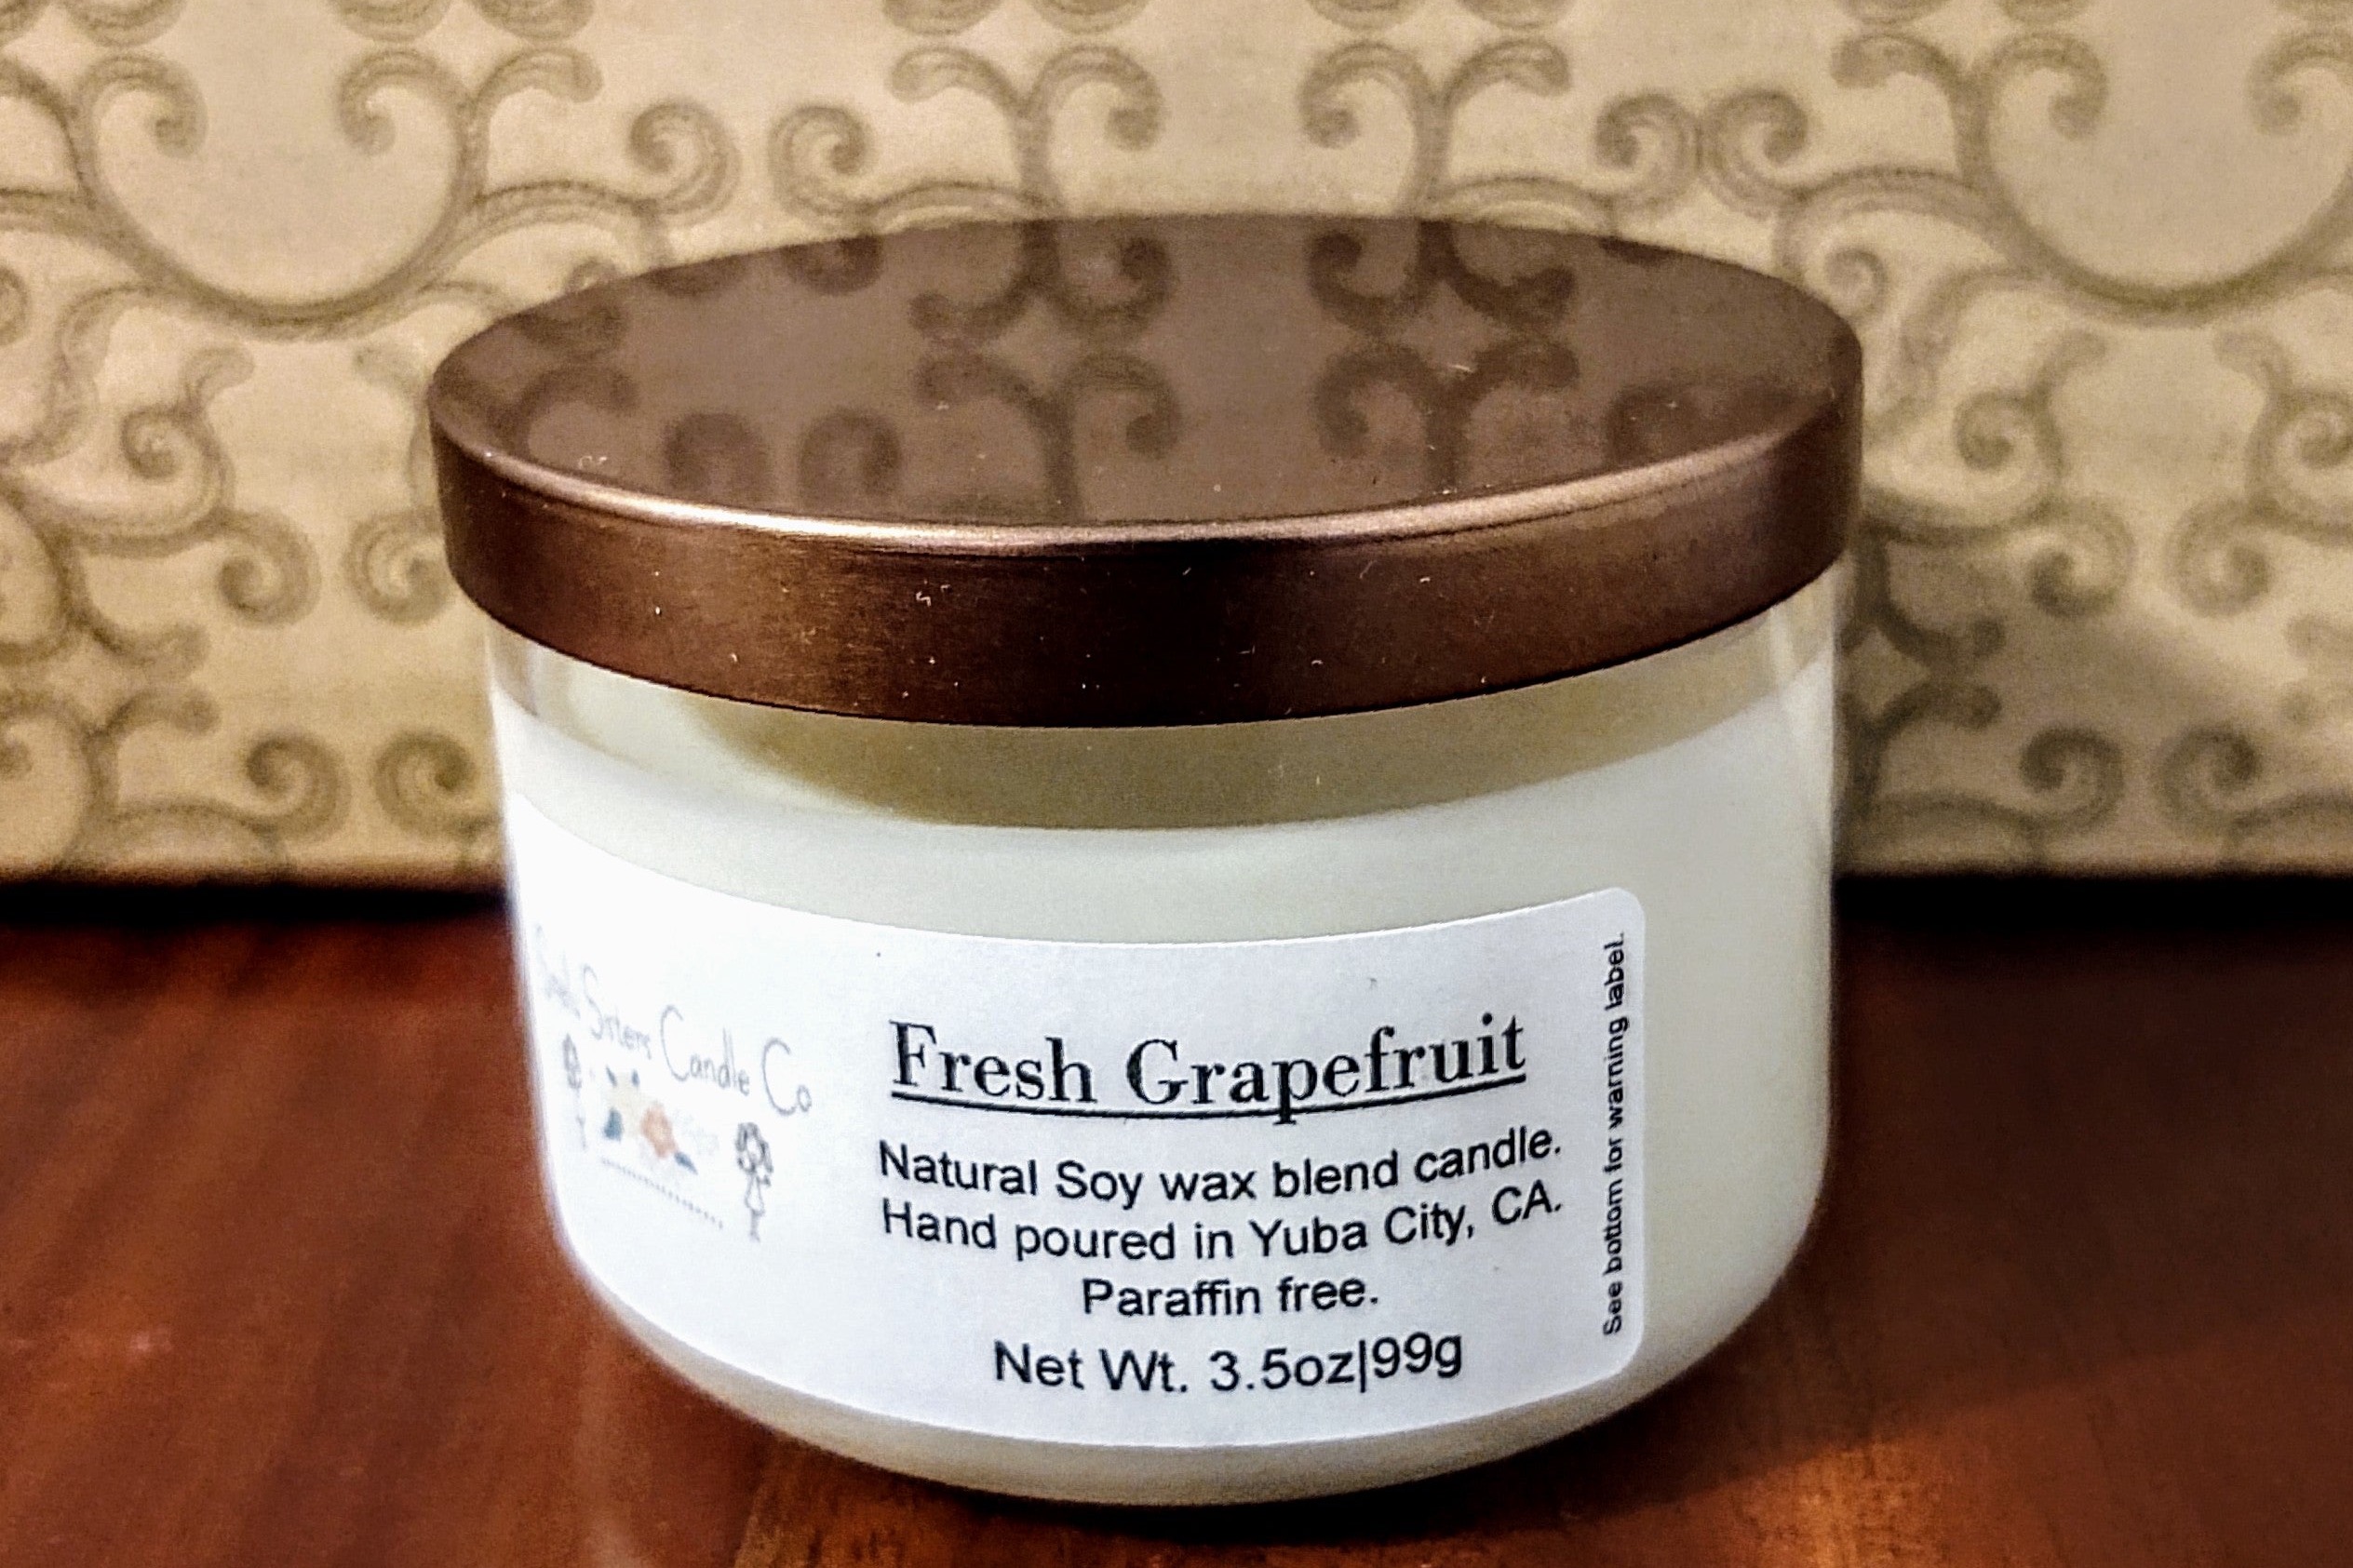 Sisters Candle Co
Fresh Grapefruit
Natural Soy wax blend candle.
Hand poured in Yuba City, CA.
Paraffin free.
Net Wt. 3.5oz|99g
See bottom for warning label.